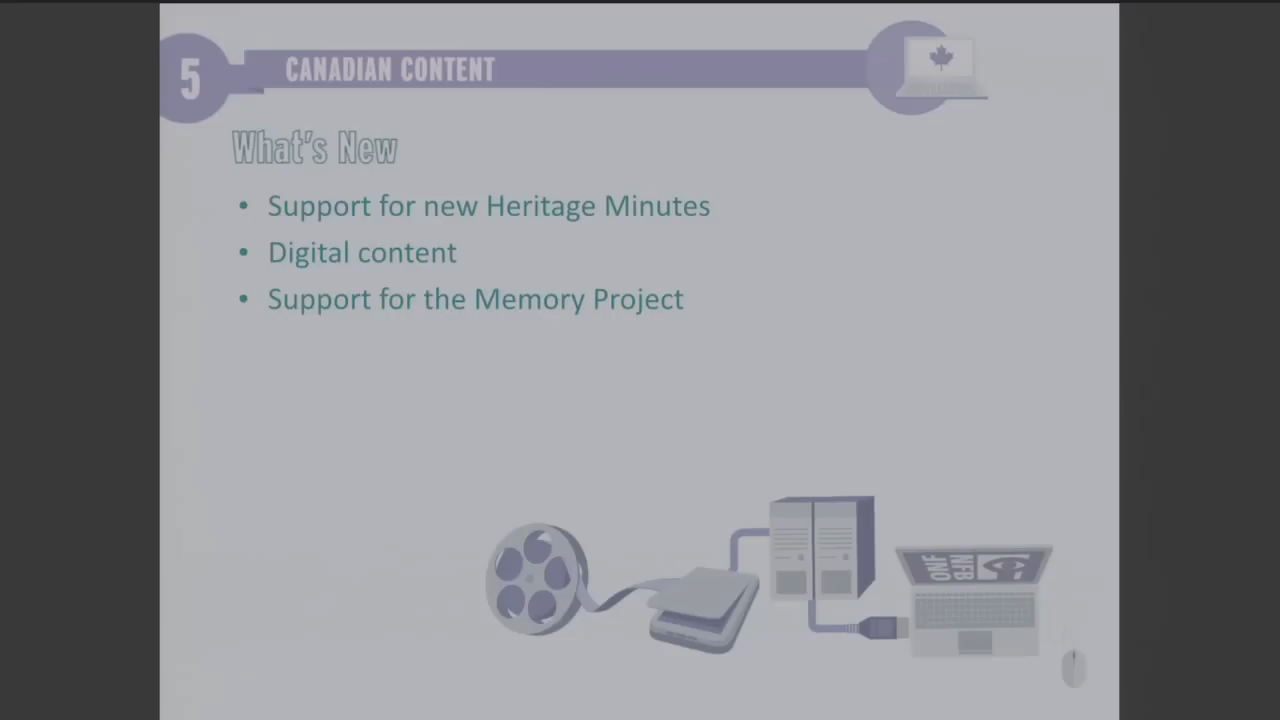 5
CANADIAN CONTENT
What's New
• Support for new Heritage Minutes
• Digital content
• Support for the Memory Project
ONF
NFB